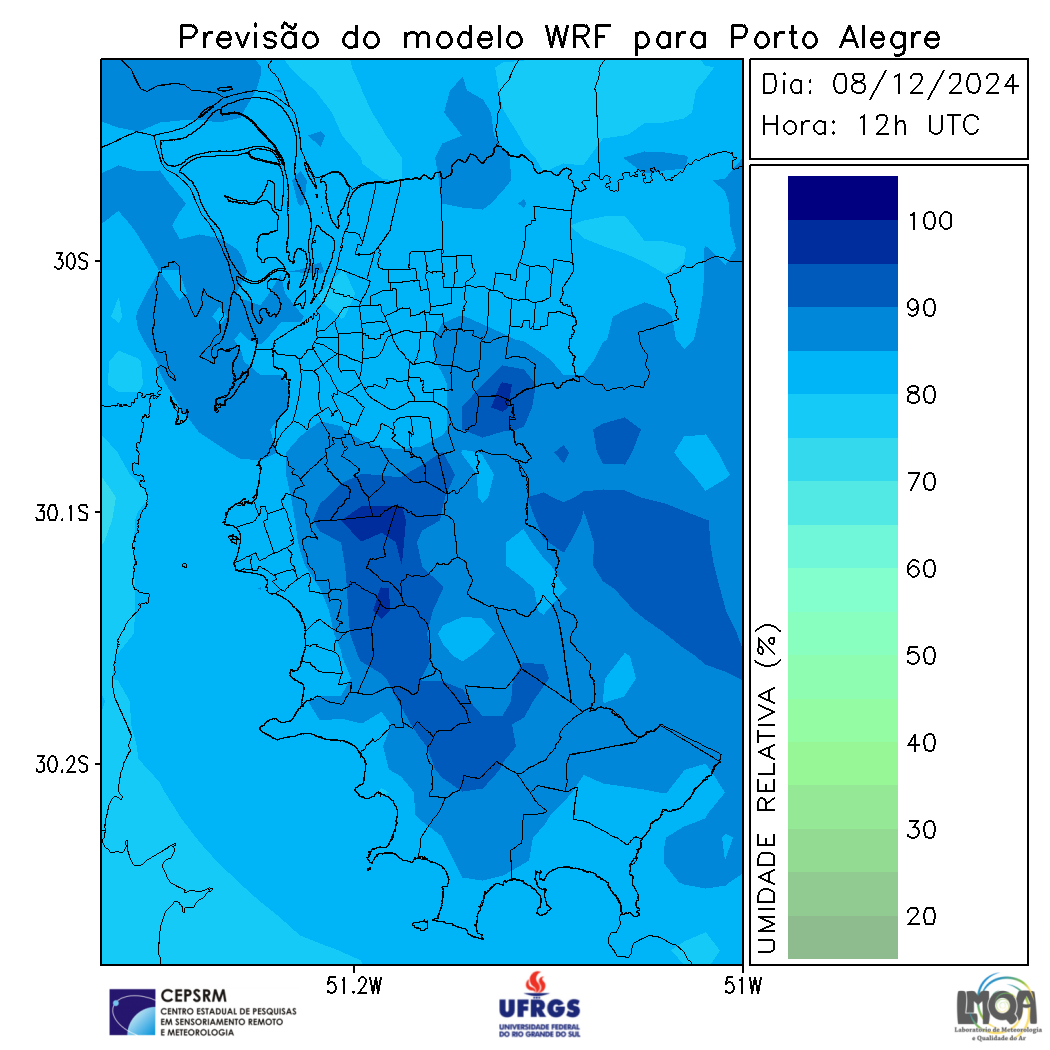 Previsão do modelo WRF para Porto Alegre
Dia: 08/12/2024
Hora: 12h UTC
30S
30.1S
30.2S
51.2W
51W
UMIDADE RELATIVA (%)
100
90
80
70
60
50
40
30
20
CEPSRM
CENTRO ESTADUAL DE PESQUISAS
EM SENSORIAMENTO REMOTO
E METEOROLOGIA
UFRGS
UNIVERSIDADE FEDERAL
DO RIO GRANDE DO SUL
LMQA
Laboratório de Meteorologia
e Qualidade do Ar